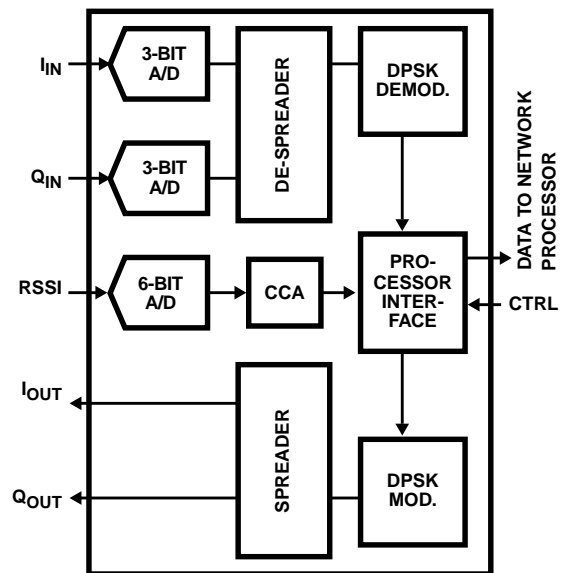 I_IN
3-BIT
A/D
DE-SPREADER
DPSK
DEMOD.
Q_IN
3-BIT
A/D
DATA TO NETWORK
PROCESSOR
RSSI
6-BIT
A/D
CCA
PRO-
CESSOR
INTER-
FACE
CTRL
I_OUT
SPREADER
DPSK
MOD.
Q_OUT